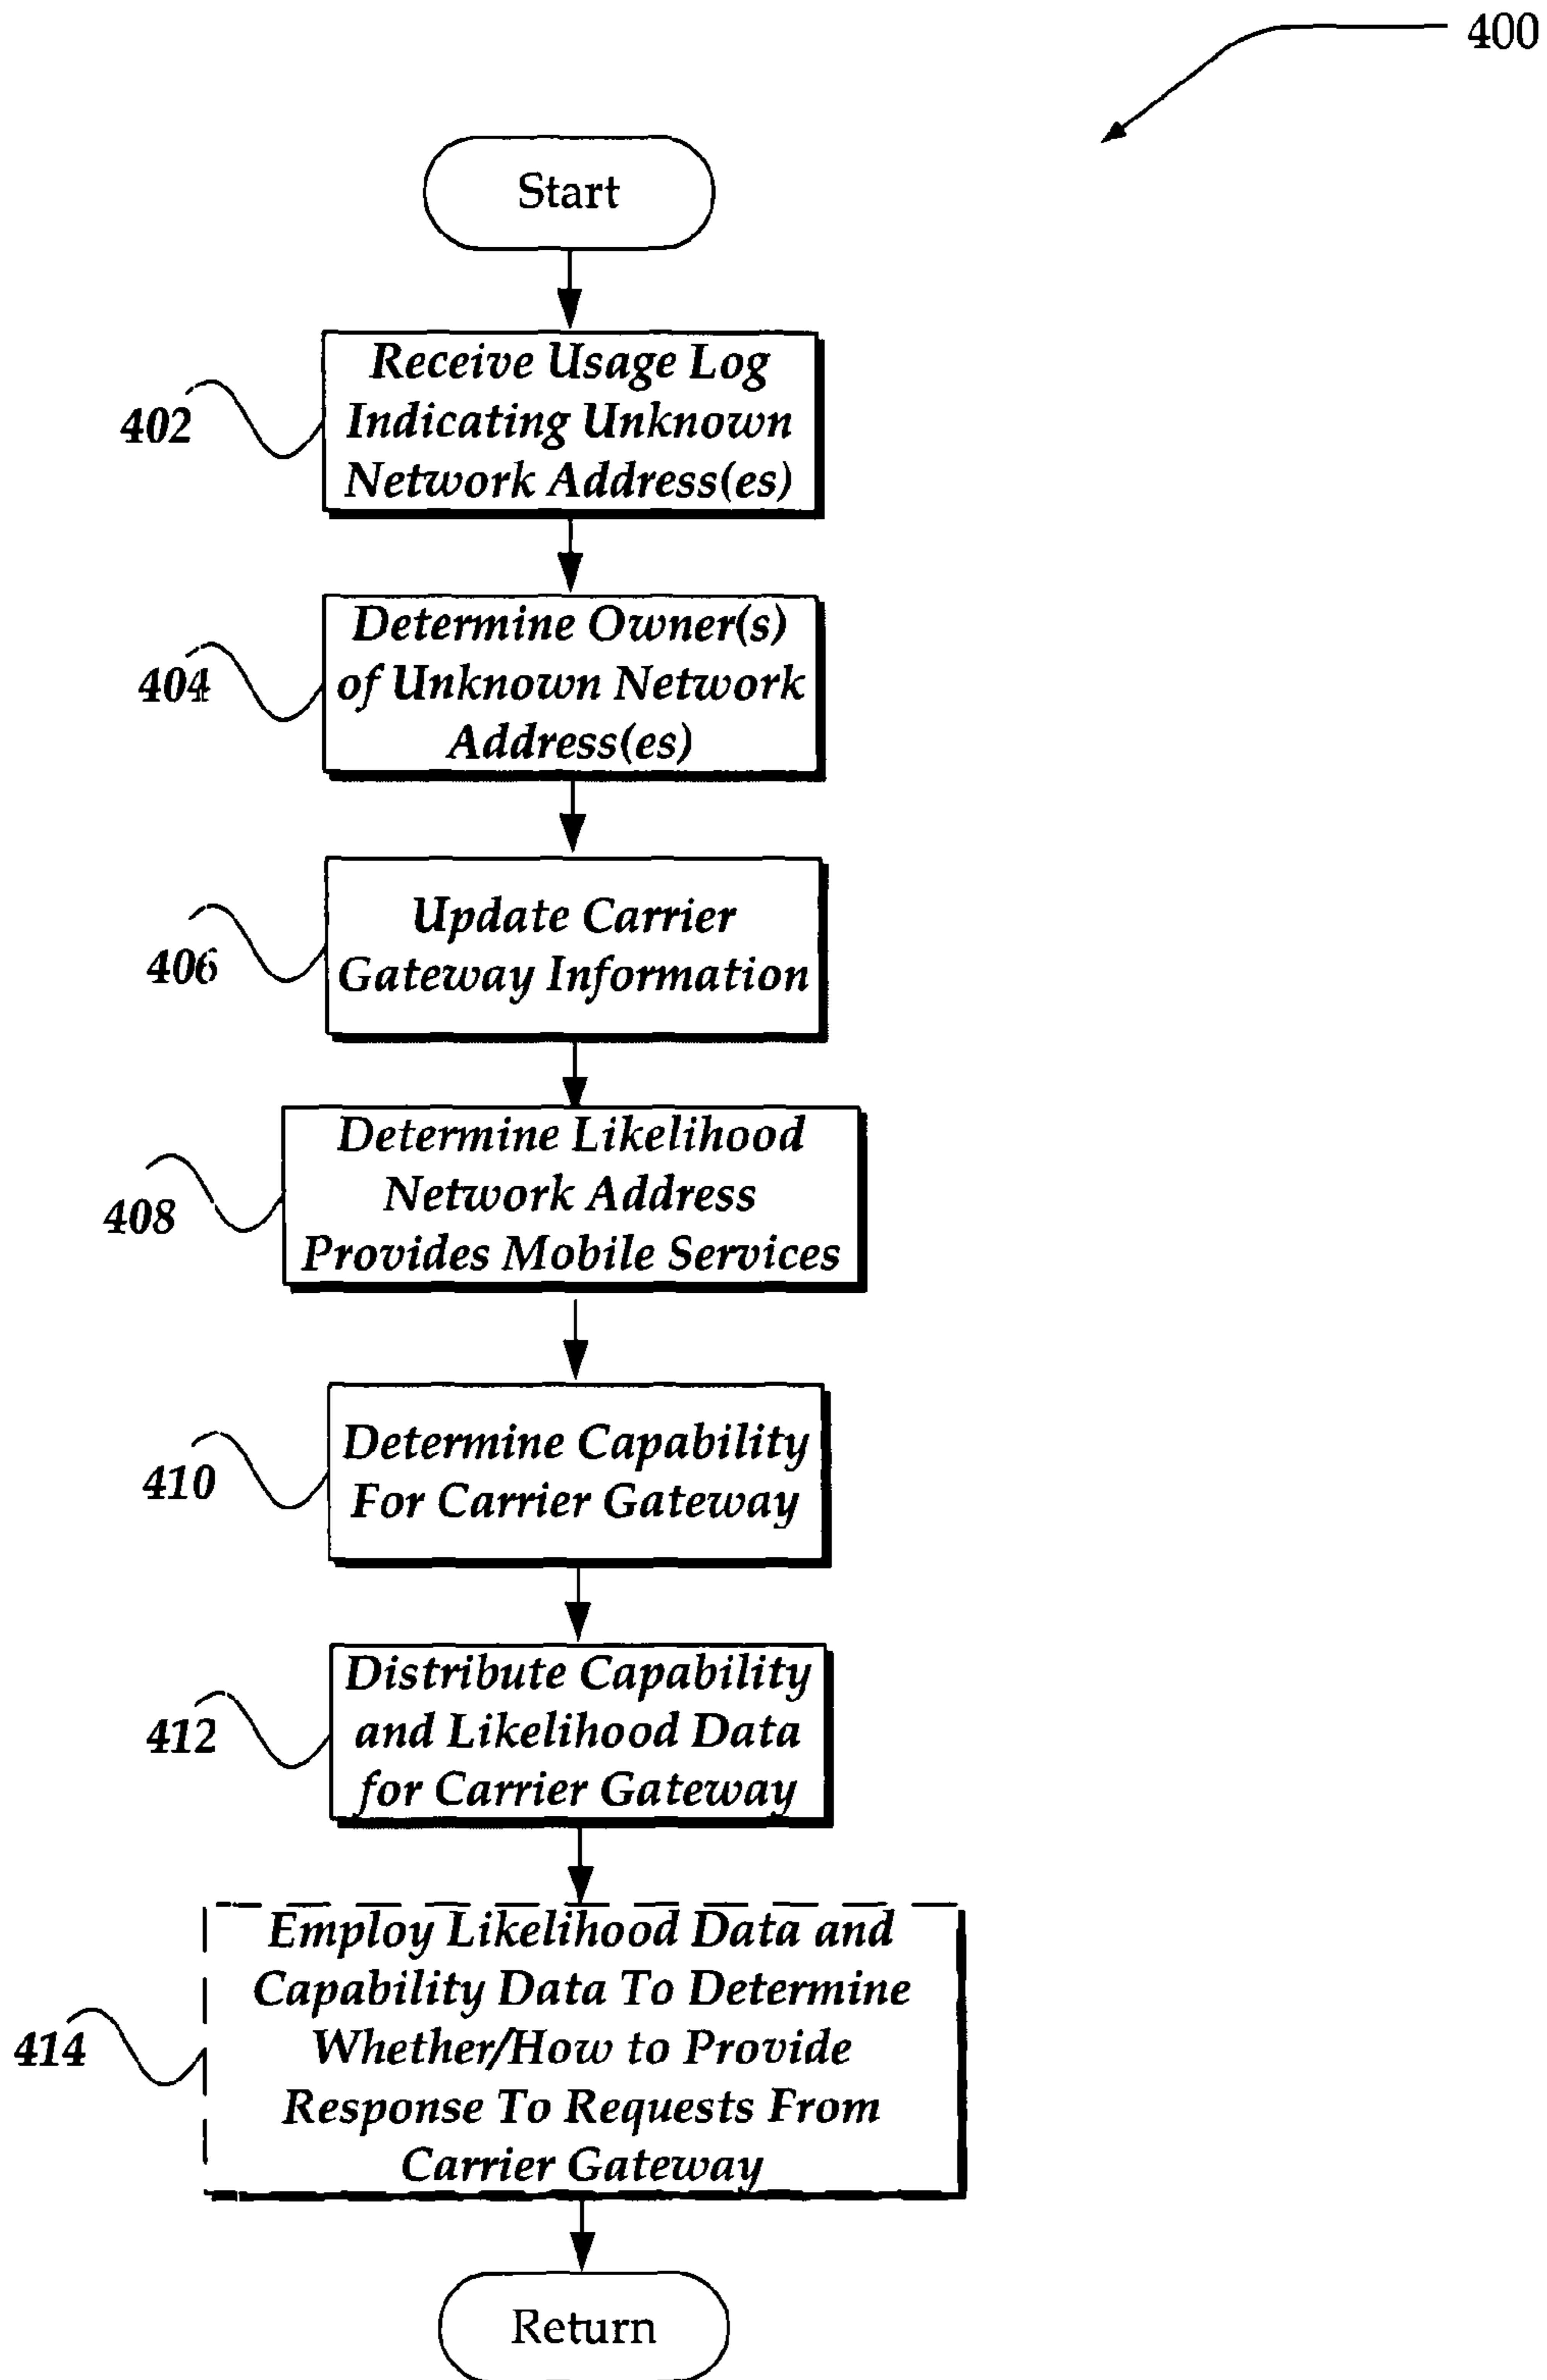 400
Start
402
Receive Usage Log
Indicating Unknown
Network Address(es)
404
Determine Owner(s)
of Unknown Network
Address(es)
406
Update Carrier
Gateway Information
408
Determine Likelihood
Network Address
Provides Mobile Services
410
Determine Capability
For Carrier Gateway
412
Distribute Capability
and Likelihood Data
for Carrier Gateway
414
Employ Likelihood Data and
Capability Data To Determine
Whether/How to Provide
Response To Requests From
Carrier Gateway
Return